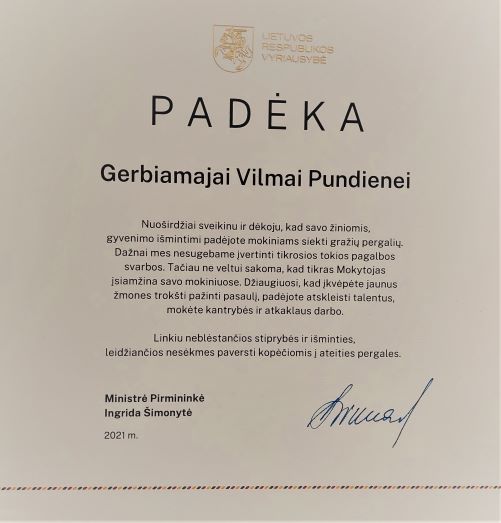 LIETUVOS
RESPUBLIKOS
VYRIAUSYBĖ
PADĖKA
Gerbiamajai Vilmai Pundienei
Nuoširdžiai sveikinu ir dėkoju, kad savo žiniomis,
gyvenimo išmintimi padėjote mokiniams siekti gražių pergalių.
Dažnai mes nesugebame įvertinti tikrosios tokios pagalbos
svarbos. Tačiau ne veltui sakoma, kad tikras Mokytojas
įsiamžina savo mokiniuose. Džiaugiuosi, kad įkvėpėte jaunus
žmones trokšti pažinti pasaulį, padėjote atskleisti talentus,
mokėte kantrybės ir atkaklaus darbo.
Linkiu neblėstančios stiprybės ir išminties,
leidžiančios nesėkmes paversti kopėčiomis į ateities pergales.
Ministrė Pirmininkė
Ingrida Šimonytė
2021 m.